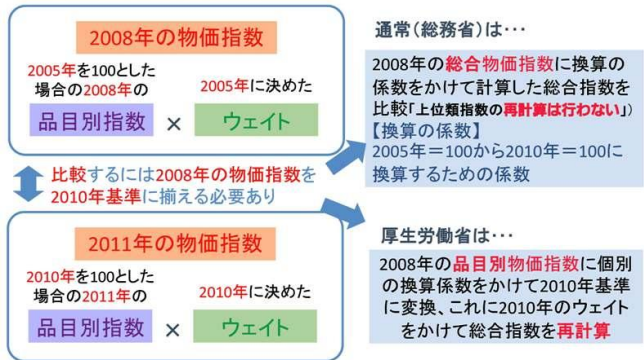 2008年の物価指数
2005年を100とした
場合の2008年の
2005年に決めた
品目別指数 × ウェイト
比較するには2008年の物価指数を
2010年基準に揃える必要あり
2011年の物価指数
2010年を100とした
場合の2011年の
2010年に決めた
品目別指数 × ウェイト
通常(総務省)は・・・
2008年の総合物価指数に換算の
係数をかけて計算した総合指数を
比較「上位類指数の再計算は行わない」)
【換算の係数】
2005年=100から2010年=100に
換算するための係数
厚生労働省は・・・
2008年の品目別物価指数に個別
の換算係数をかけて2010年基準
に変換、これに2010年のウェイト
をかけて総合指数を再計算